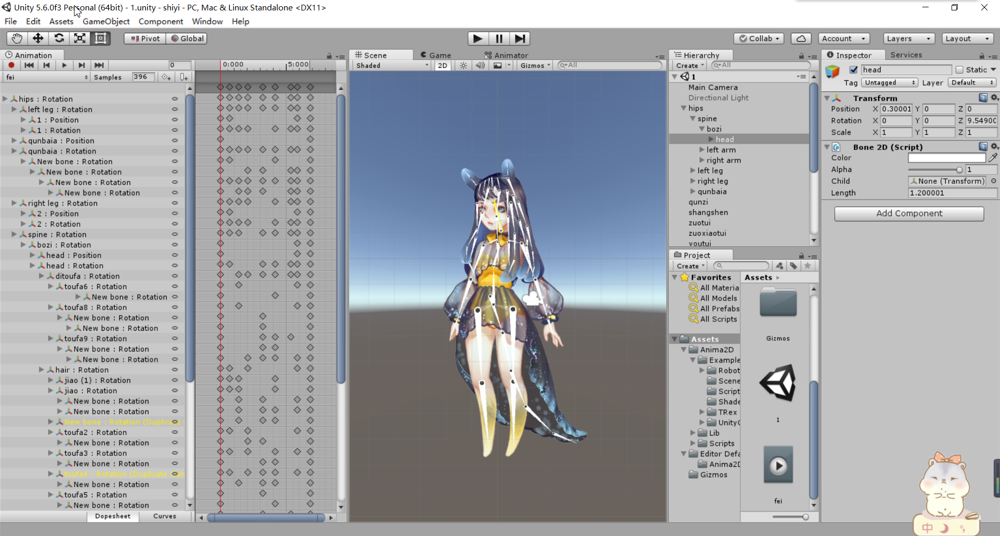 Unity 5.6.0f3 Personal (64bit) - 1.unity - shiyi - PC, Mac & Linux Standalone <DX11>
File Edit Assets GameObject Component Window Help
Pivot Global Collab Account Layers Layout
Animation
0 0:000 5:000
fei Samples 396
hips : Rotation
left leg : Rotation
1 : Position
1 : Rotation
qunbaia : Position
qunbaia : Rotation
New bone : Rotation
New bone : Rotation
New bone : Rotation
New bone : Rotation
right leg : Rotation
2 : Position
2 : Rotation
spine : Rotation
bozi : Rotation
head : Position
head : Rotation
ditoufa : Rotation
toufa6 : Rotation
New bone : Rotation
toufa8 : Rotation
New bone : Rotation
New bone : Rotation
toufa9 : Rotation
New bone : Rotation
New bone : Rotation
hair : Rotation
jiao (1) : Rotation
jiao : Rotation
New bone : Rotation
New bone : Rotation
New bone : Rotation (Duplicate
toufa2 : Rotation
New bone : Rotation
toufa3 : Rotation
New bone : Rotation
toufa4 : Rotation (Duplicate
New bone : Rotation
toufa5 : Rotation
New bone : Rotation
Dopesheet Curves
Scene Game Animator
Shaded 2D Gizmos All
Hierarchy
Create All
1
Main Camera
Directional Light
hips
spine
bozi
head
left arm
right arm
left leg
right leg
qunbaia
qunzi
shangshen
zuotui
zuoxiaotui
youtui
Project
Create
Favorites
All Materia
All Models
All Prefabs
All Scripts
Assets
Anima2D
Example
Robot
Scene
Script
Shade
TRex
Unity
Lib
Scripts
Editor Defa
Anima2D
Gizmos
Assets
Gizmos
1
fei
Inspector Services
head Static
Tag Untagged Layer Default
Transform
Position X 0.30001 Y 0 Z 0
Rotation X 0 Y 0 Z 9.54900
Scale X 1 Y 1 Z 1
Bone 2D (Script)
Color
Alpha 1
Child None (Transform)
Length 1.200001
Add Component
中